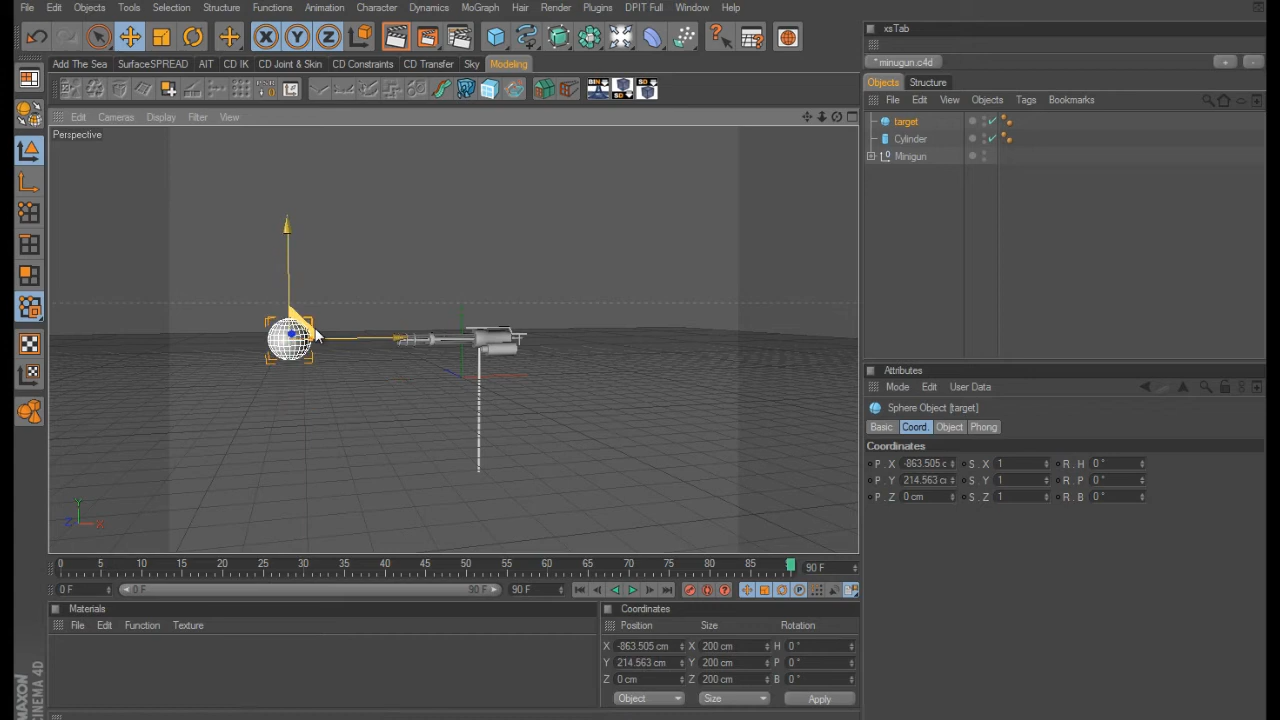 File Edit Objects Tools Selection Structure Functions Animation Character Dynamics MoGraph Hair Render Plugins DPIT Full Window Help
xsTab
Add The Sea SurfaceSPREAD AIT CD IK CD Joint & Skin CD Constraints CD Transfer Sky Modeling
* minugun.c4d
Objects Structure
File Edit View Objects Tags Bookmarks
Edit Cameras Display Filter View
Perspective
target
Cylinder
Minigun
Attributes
Mode Edit User Data
Sphere Object [target]
Basic Coord. Object Phong
Coordinates
P . X -863.505 c S . X 1 R . H 0 °
P . Y 214.563 c S . Y 1 R . P 0 °
P . Z 0 cm S . Z 1 R . B 0 °
Y
Z X
0 5 10 15 20 25 30 35 40 45 50 55 60 65 70 75 80 85 90 F
0 F 0 F 90 F 90 F
Materials
File Edit Function Texture
Coordinates
Position Size Rotation
X -863.505 cm X 200 cm H 0 °
Y 214.563 cm Y 200 cm P 0 °
Z 0 cm Z 200 cm B 0 °
Object Size Apply
MAXON
CINEMA 4D